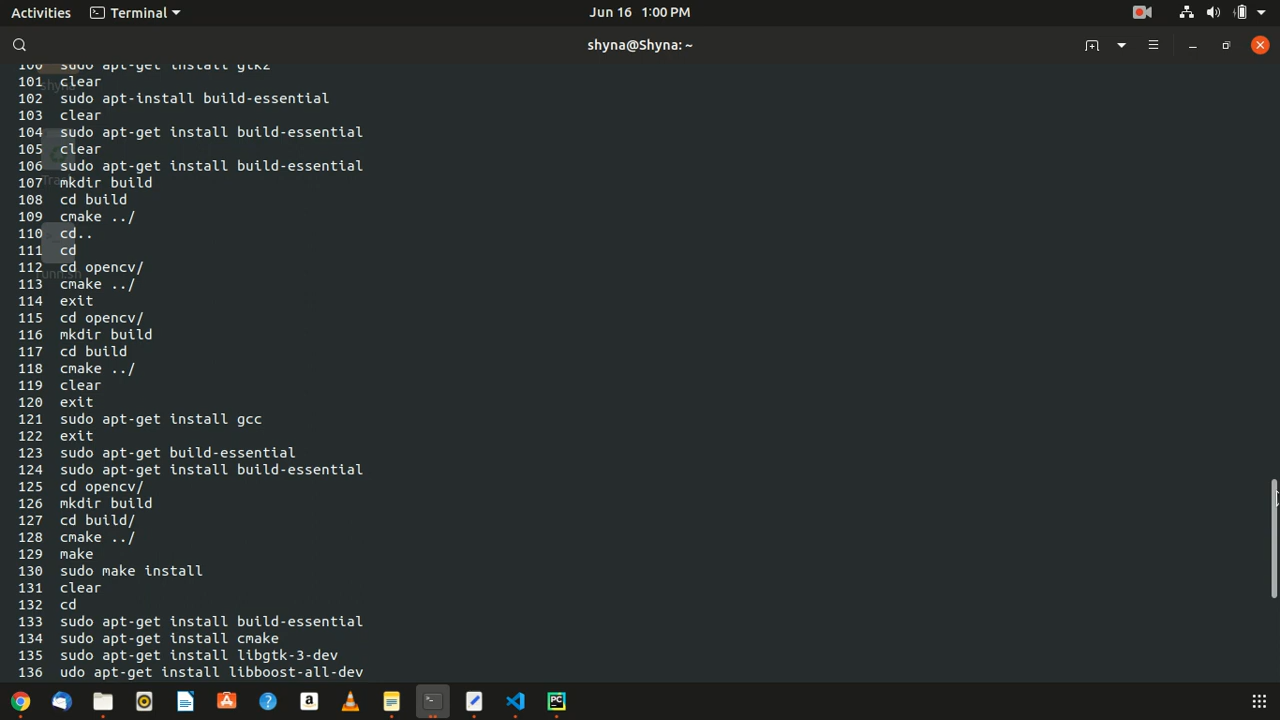 Activities
Terminal
Jun 16 1:00 PM
shyna@Shyna: ~
100 sudo apt-get install gtk2
101 clear
102 sudo apt-install build-essential
103 clear
104 sudo apt-get install build-essential
105 clear
106 sudo apt-get install build-essential
107 mkdir build
108 cd build
109 cmake ../
110 cd..
111 cd
112 cd opencv/
113 cmake ../
114 exit
115 cd opencv/
116 mkdir build
117 cd build
118 cmake ../
119 clear
120 exit
121 sudo apt-get install gcc
122 exit
123 sudo apt-get build-essential
124 sudo apt-get install build-essential
125 cd opencv/
126 mkdir build
127 cd build/
128 cmake ../
129 make
130 sudo make install
131 clear
132 cd
133 sudo apt-get install build-essential
134 sudo apt-get install cmake
135 sudo apt-get install libgtk-3-dev
136 udo apt-get install libboost-all-dev